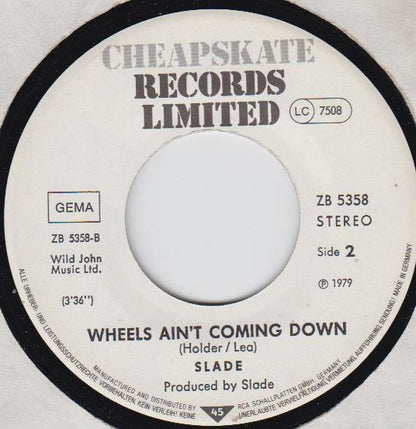 CHEAPSKATE
RECORDS
LIMITED
LC 7508
GEMA
ZB 5358-B
Wild John
Music Ltd.
(3'36")
ZB 5358
STEREO
Side 2
℗ 1979
WHEELS AIN'T COMING DOWN
(Holder / Lea)
SLADE
Produced by Slade
45
ALLE URHEBER- UND LEISTUNGSSCHUTZRECHTE VORBEHALTEN. KEIN VERLEIH! KEINE UNERLAUBTE VERVIELFÄLTIGUNG, VERMIETUNG, AUFFÜHRUNG, SENDUNG! MADE IN GERMANY
MANUFACTURED AND DISTRIBUTED BY RCA SCHALLPLATTEN GMBH, GERMANY